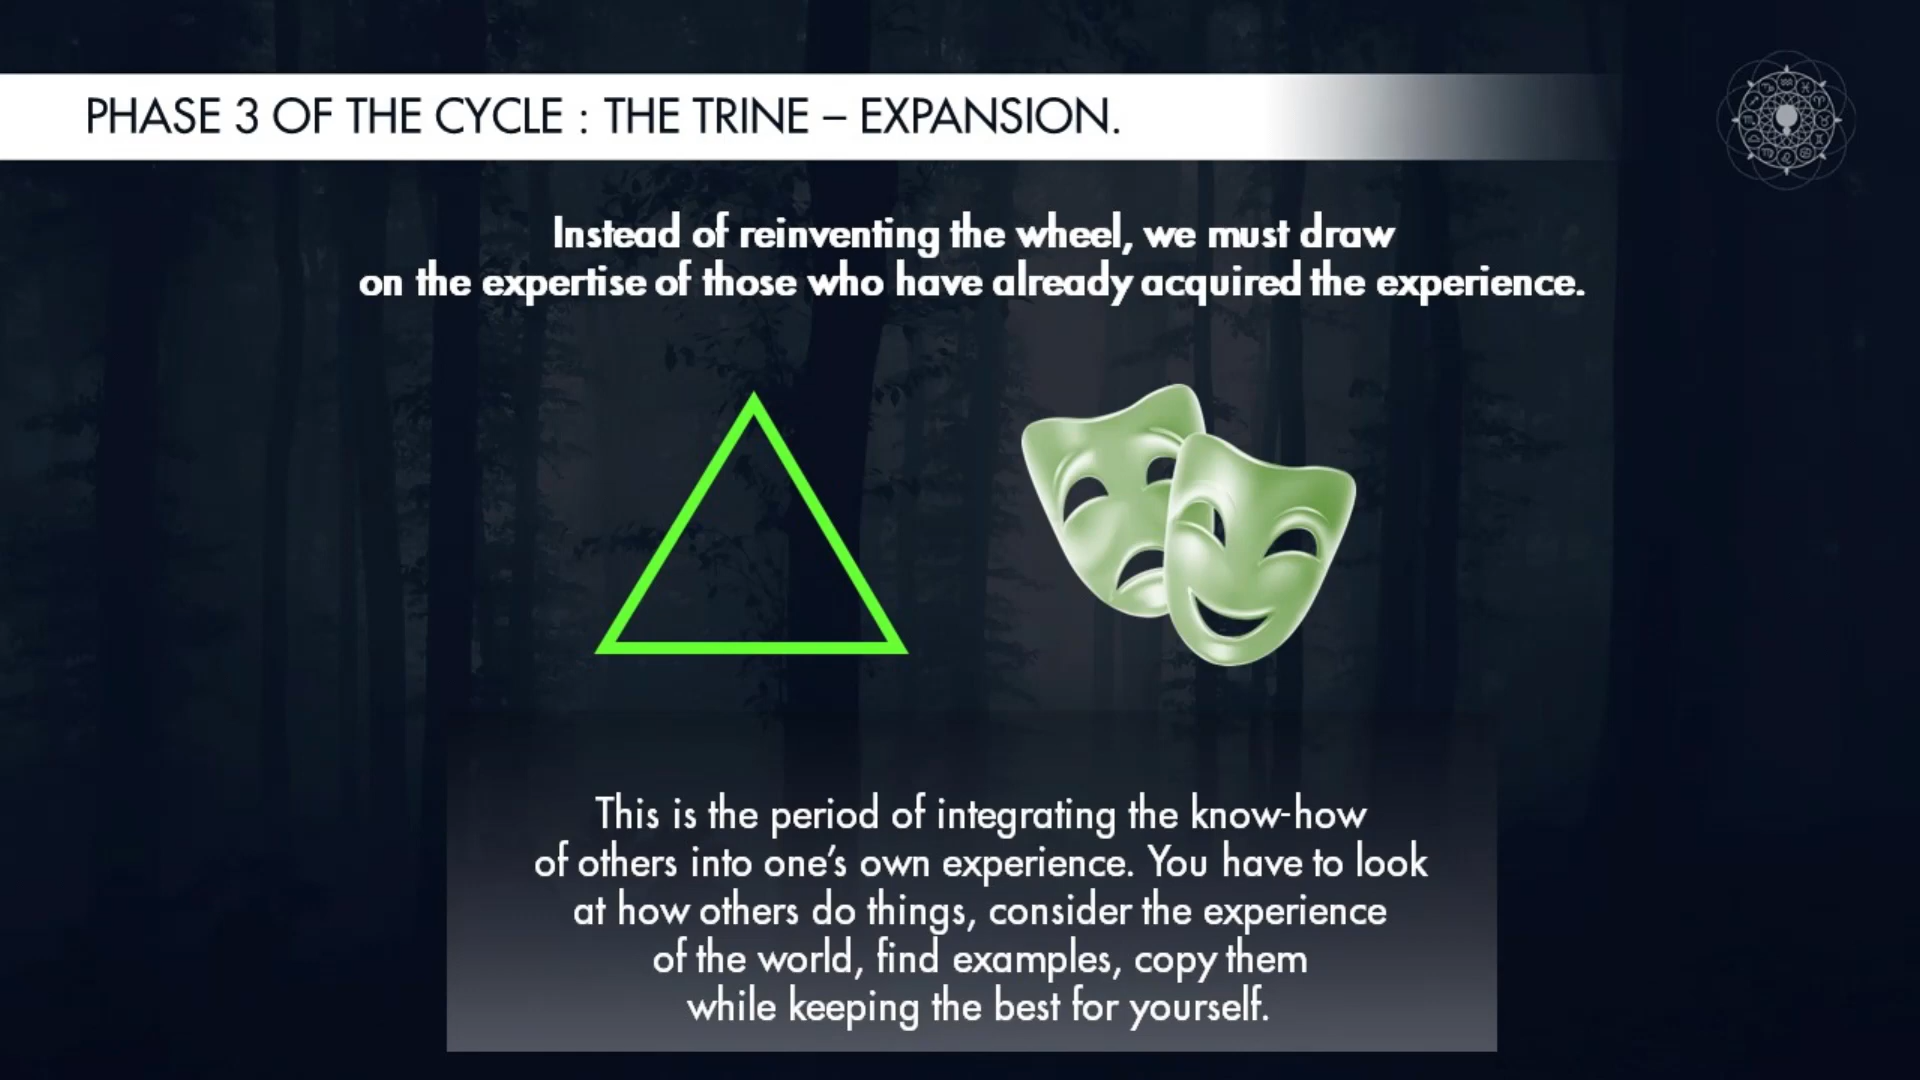 PHASE 3 OF THE CYCLE : THE TRINE – EXPANSION.
Instead of reinventing the wheel, we must draw
on the expertise of those who have already acquired the experience.
This is the period of integrating the know-how
of others into one’s own experience. You have to look
at how others do things, consider the experience
of the world, find examples, copy them
while keeping the best for yourself.